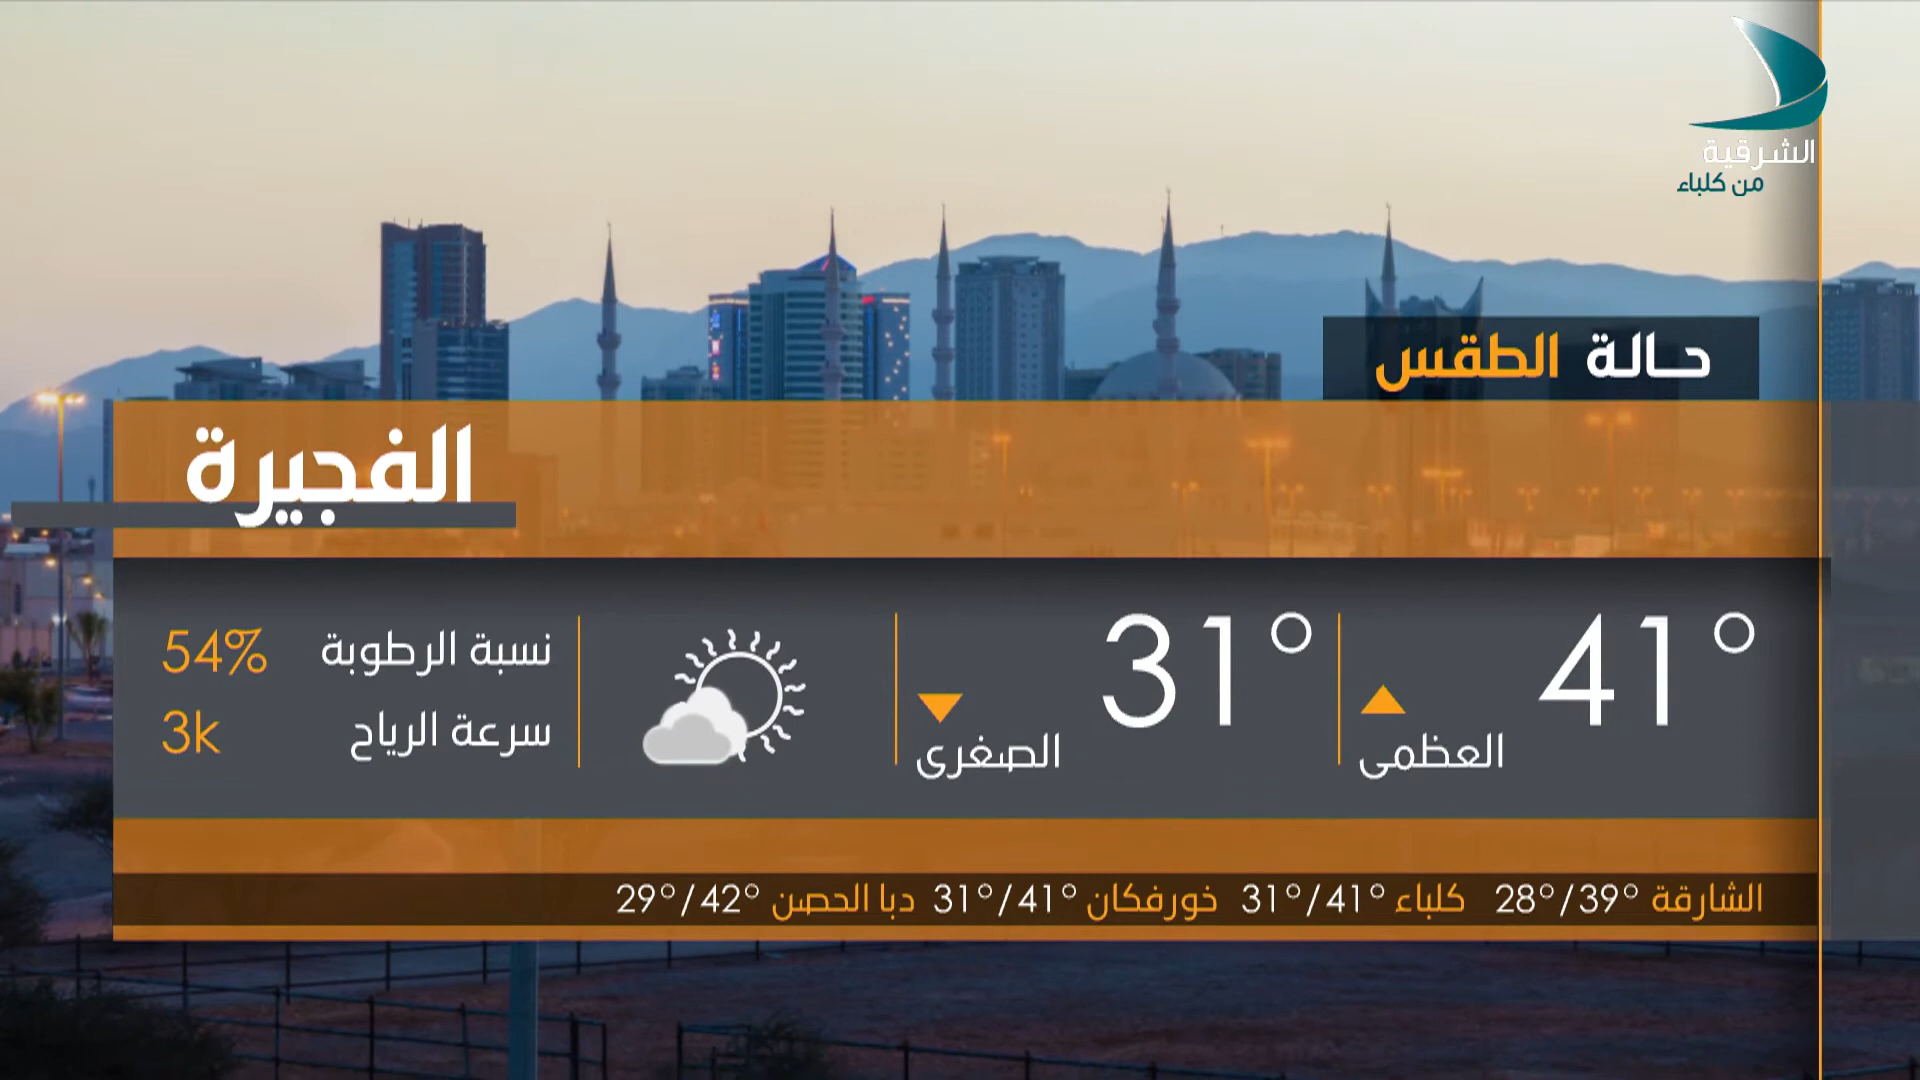 الشرقية
من كلباء
حالة الطقس
الفجيرة
41°
العظمى
31°
الصغرى
نسبة الرطوبة 54%
سرعة الرياح 3k
الشارقة 28°/39° كلباء 31°/41° خورفكان 31°/41° دبا الحصن 29°/42°